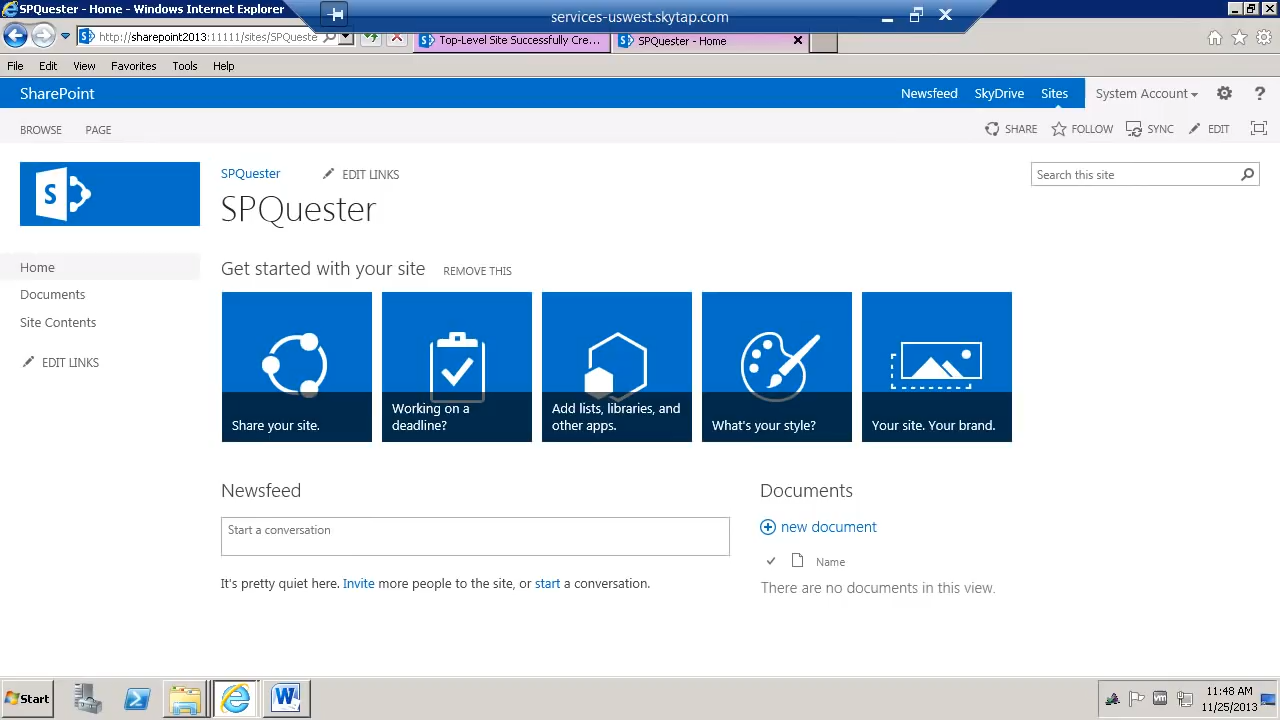 SPQuester - Home - Windows Internet Explorer
services-uswest.skytap.com
http://sharepoint2013:11111/sites/SPQueste
Top-Level Site Successfully Cre...
SPQuester - Home
File Edit View Favorites Tools Help
SharePoint
Newsfeed SkyDrive Sites System Account ?
BROWSE PAGE
SHARE FOLLOW SYNC EDIT
S
SPQuester EDIT LINKS
Search this site
SPQuester
Home
Documents
Site Contents
EDIT LINKS
Get started with your site REMOVE THIS
Share your site.
Working on a
deadline?
Add lists, libraries, and
other apps.
What's your style?
Your site. Your brand.
Newsfeed
Start a conversation
It's pretty quiet here. Invite more people to the site, or start a conversation.
Documents
new document
Name
There are no documents in this view.
Start
11:48 AM
11/25/2013